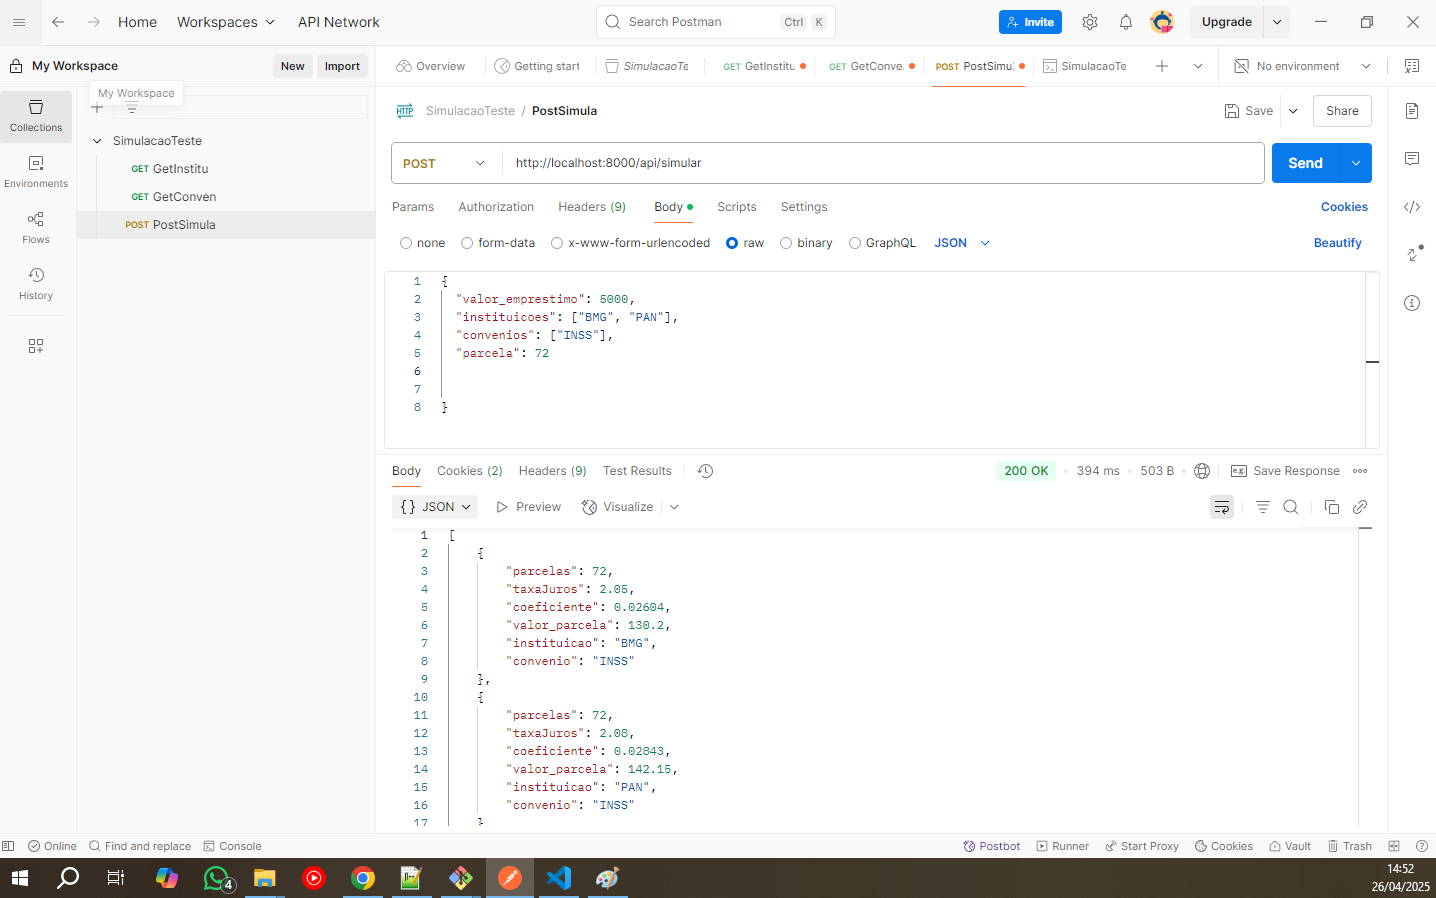 Home Workspaces API Network Search Postman Ctrl K Invite Upgrade
My Workspace New Import Overview Getting start SimulacaoTe GET GetInstitu GET GetConve. POST PostSimu: SimulacaoTe No environment
My Workspace
Collections
Environments
Flows
History
SimulacaoTeste
GET GetInstitu
GET GetConven
POST PostSimula
HTTP SimulacaoTeste / PostSimula Save Share
POST http://localhost:8000/api/simular Send
Params Authorization Headers (9) Body Scripts Settings Cookies
none form-data x-www-form-urlencoded raw binary GraphQL JSON Beautify
1 {
2 "valor_emprestimo": 5000,
3 "instituicoes": ["BMG", "PAN"],
4 "convenios": ["INSS"],
5 "parcela": 72
6
7
8 }
Body Cookies (2) Headers (9) Test Results 200 OK 394 ms 503 B e.g. Save Response
{} JSON Preview Visualize
1 [
2 {
3 "parcelas": 72,
4 "taxaJuros": 2.05,
5 "coeficiente": 0.02604,
6 "valor_parcela": 130.2,
7 "instituicao": "BMG",
8 "convenio": "INSS"
9 },
10 {
11 "parcelas": 72,
12 "taxaJuros": 2.08,
13 "coeficiente": 0.02843,
14 "valor_parcela": 142.15,
15 "instituicao": "PAN",
16 "convenio": "INSS"
17 }
Online Find and replace Console Postbot Runner Start Proxy Cookies Vault Trash
4
14:52
26/04/2025